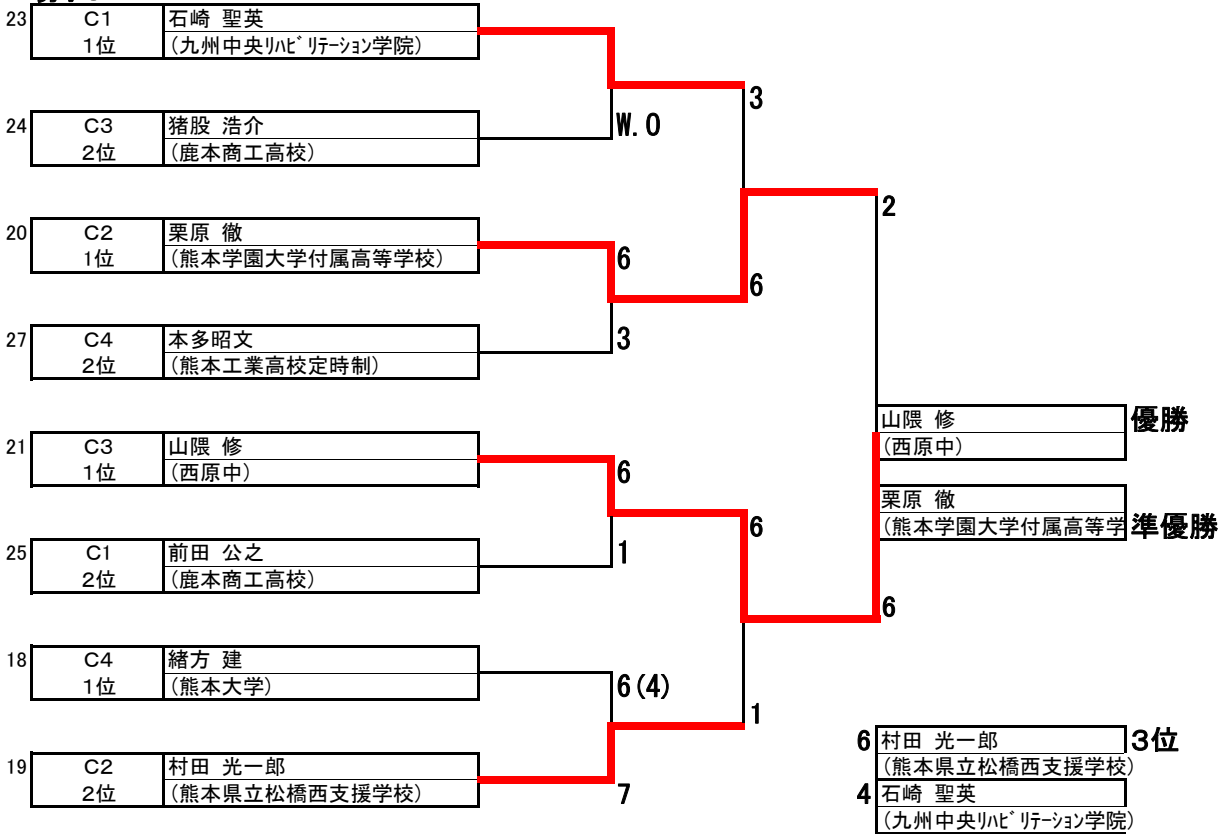 23 C1 石崎 聖英
1位 (九州中央ﾘﾊﾋﾞﾘﾃｰｼｮﾝ学院)
3
24 C3 猪股 浩介
W.O
2位 (鹿本商工高校)
2
20 C2 栗原 徹
1位 (熊本学園大学付属高等学校)
6
6
27 C4 本多昭文
3
2位 (熊本工業高校定時制)
山隈 修 優勝
(西原中)
21 C3 山隈 修
1位 (西原中)
6
栗原 徹
(熊本学園大学付属高等学 準優勝
6
25 C1 前田 公之
1
2位 (鹿本商工高校)
6
18 C4 緒方 建
1位 (熊本大学)
6(4)
1
6 村田 光一郎 3位
(熊本県立松橋西支援学校)
19 C2 村田 光一郎
2位 (熊本県立松橋西支援学校)
7
4 石崎 聖英
(九州中央ﾘﾊﾋﾞﾘﾃｰｼｮﾝ学院)